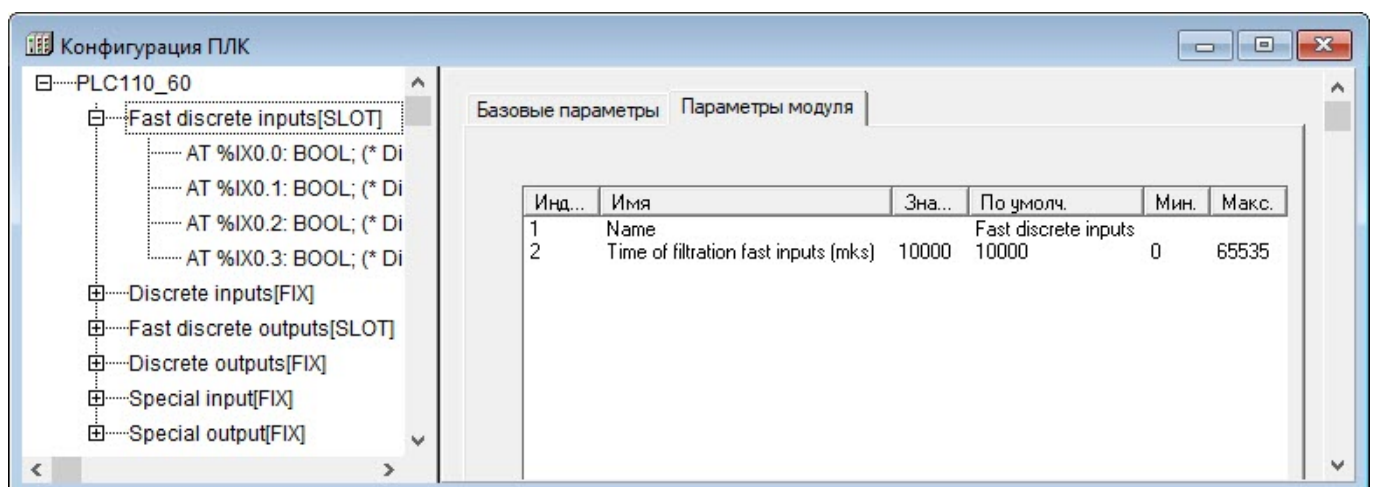 Конфигурация ПЛК
PLC110_60
Fast discrete inputs[SLOT]
AT %IX0.0: BOOL; (* Di
AT %IX0.1: BOOL; (* Di
AT %IX0.2: BOOL; (* Di
AT %IX0.3: BOOL; (* Di
Discrete inputs[FIX]
Fast discrete outputs[SLOT]
Discrete outputs[FIX]
Special input[FIX]
Special output[FIX]
Базовые параметры Параметры модуля
Инд... Имя Зна... По умолч. Мин. Макс.
1 Name Fast discrete inputs
2 Time of filtration fast inputs (mks) 10000 10000 0 65535